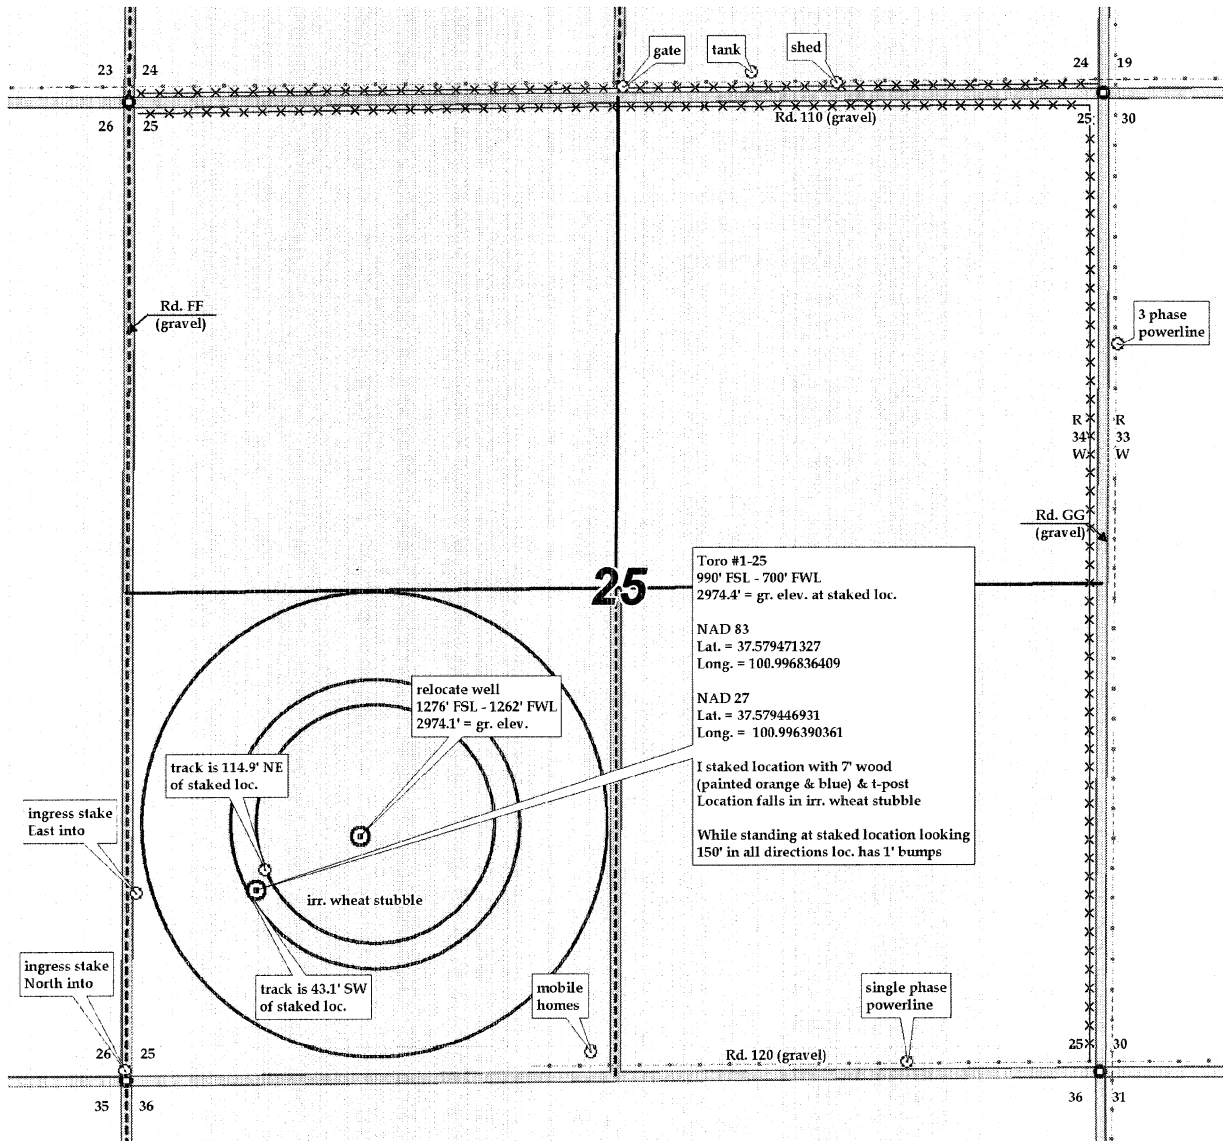 gate
tank
shed
23 24
24 19
26 25
Rd. 110 (gravel)
25 30
Rd. FF
(gravel)
3 phase
powerline
R R
34 33
W W
Rd. GG
(gravel)
25
Toro #1-25
990' FSL - 700' FWL
2974.4' = gr. elev. at staked loc.
NAD 83
Lat. = 37.579471327
Long. = 100.996836409
NAD 27
Lat. = 37.579446931
Long. = 100.996390361
I staked location with 7' wood
(painted orange & blue) & t-post
Location falls in irr. wheat stubble
While standing at staked location looking
150' in all directions loc. has 1' bumps
relocate well
1276' FSL - 1262' FWL
2974.1' = gr. elev.
track is 114.9' NE
of staked loc.
ingress stake
East into
irr. wheat stubble
ingress stake
North into
track is 43.1' SW
of staked loc.
mobile
homes
single phase
powerline
26 25
Rd. 120 (gravel)
25 30
35 36
36 31